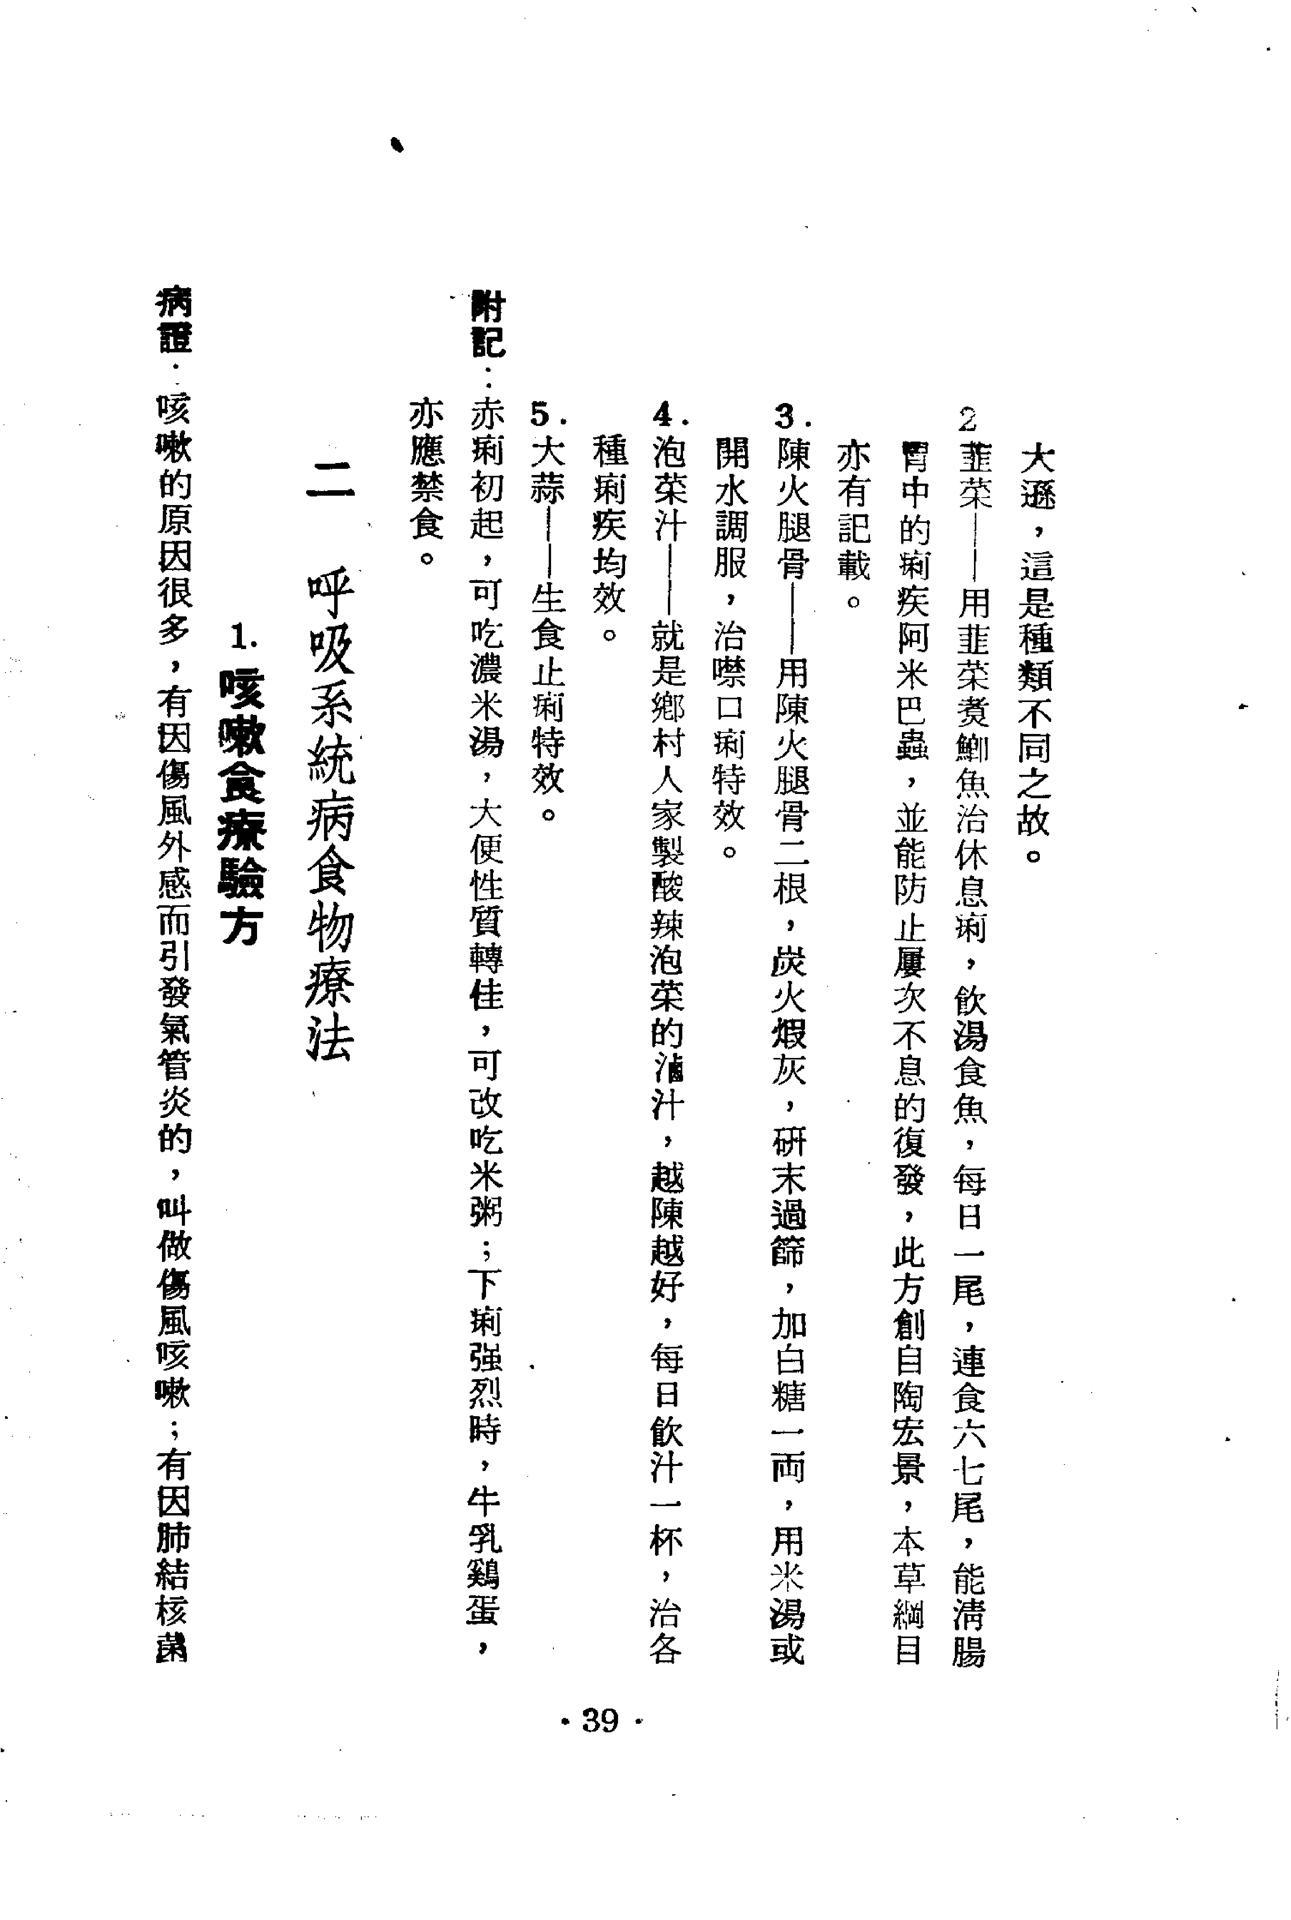 大遜，這是種類不同之故。
2 韮菜——用韮菜煑鯽魚治休息痢，飲湯食魚，每日一尾，連食六七尾，能淸腸
胃中的痢疾阿米巴蟲，並能防止屢次不息的復發，此方創自陶宏景，本草綱目
亦有記載。
3. 陳火腿骨——用陳火腿骨二根，炭火煅灰，研末過篩，加白糖一両，用米湯或
開水調服，治噤口痢特效。
4. 泡菜汁——就是鄕村人家製酸辣泡菜的滷汁，越陳越好，每日飮汁一杯，治各
種痢疾均效。
5. 大蒜——生食止痢特效。
附記：赤痢初起，可吃濃米湯，大便性質轉佳，可改吃米粥；下痢强烈時，牛乳鷄蛋，
亦應禁食。
二 呼吸系統病食物療法
1. 咳嗽食療驗方
病證：咳嗽的原因很多，有因傷風外感而引發氣管炎的，叫做傷風咳嗽；有因肺結核菌
· 39 ·